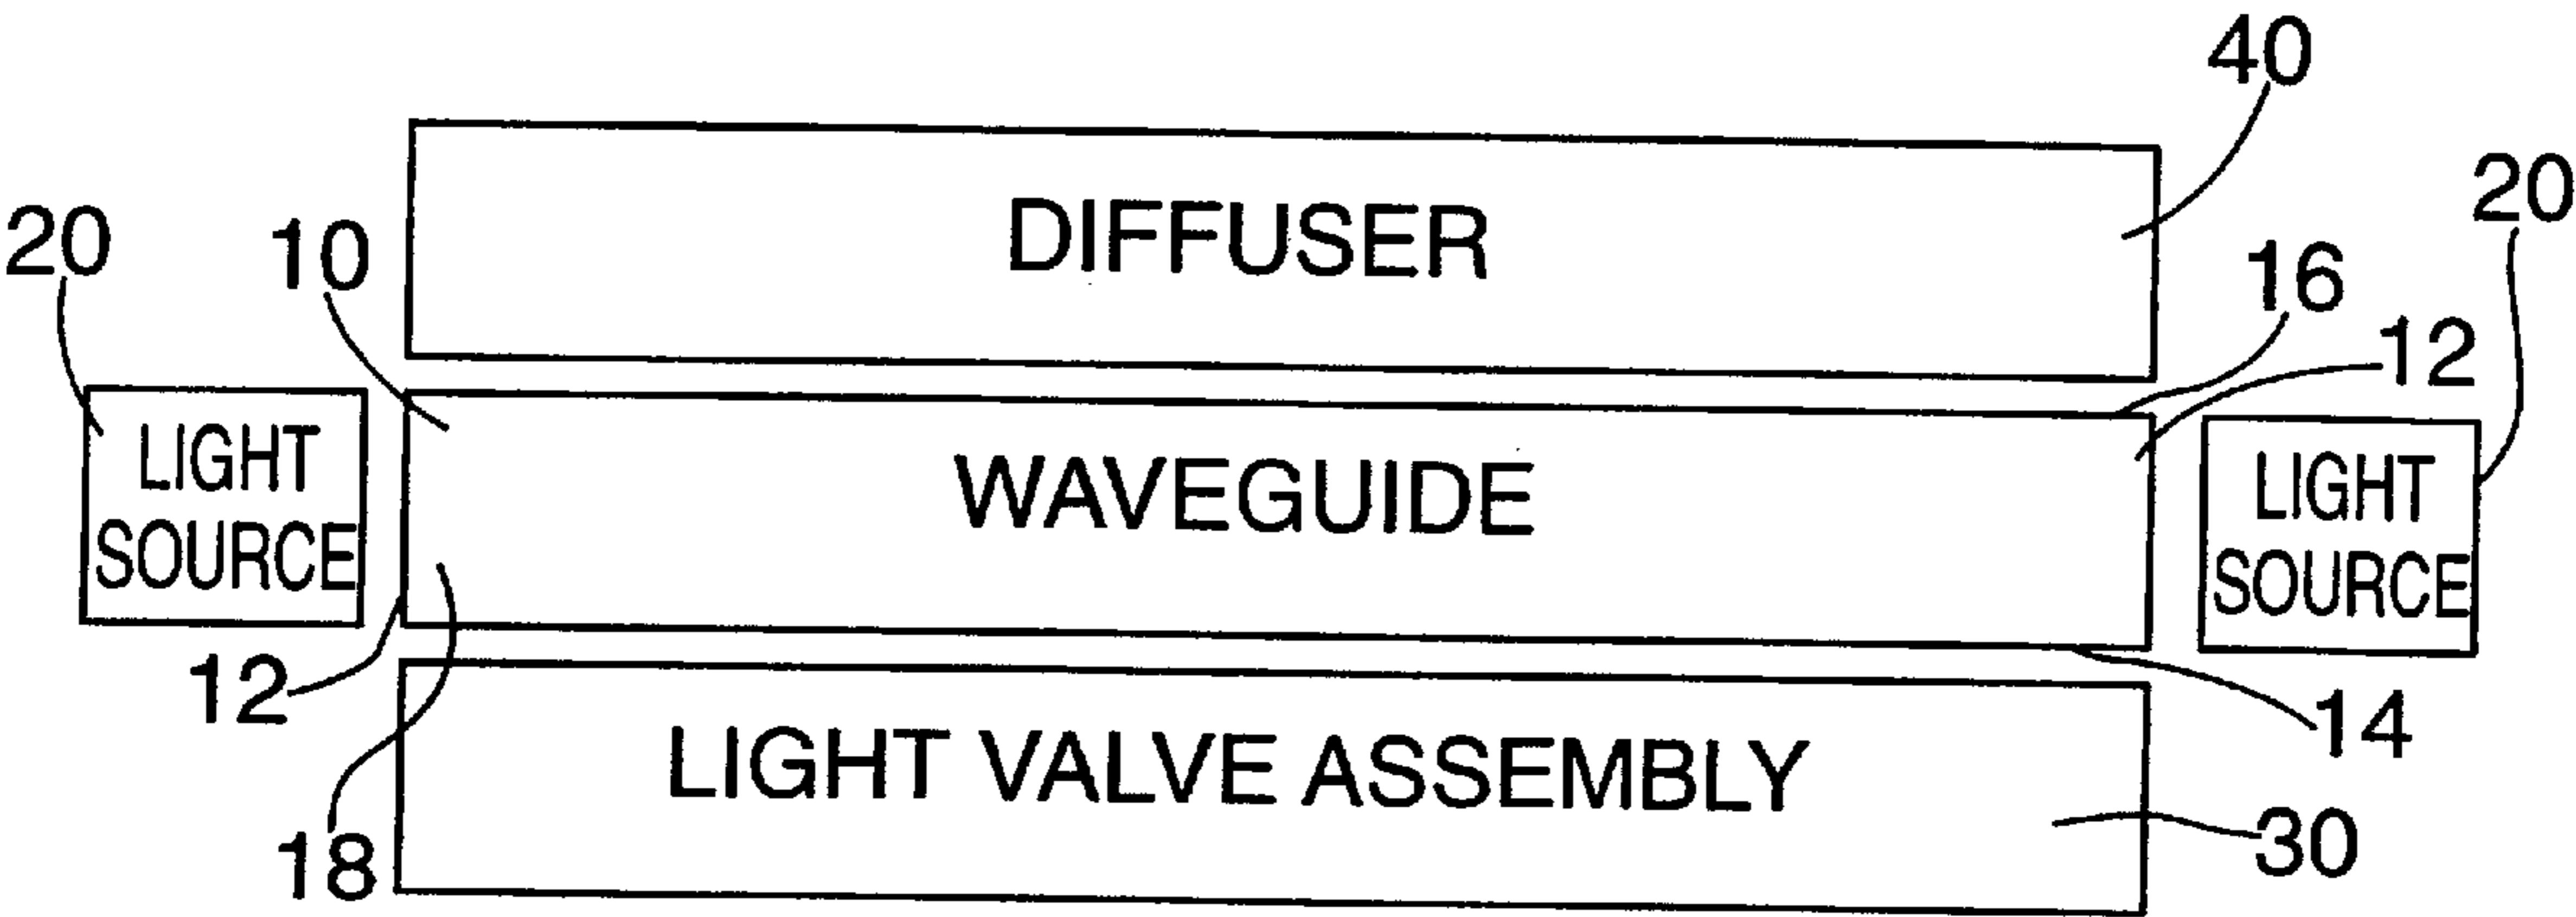 40
DIFFUSER
20
10
20
16
12
LIGHT
SOURCE
WAVEGUIDE
LIGHT
SOURCE
12
14
LIGHT VALVE ASSEMBLY
18
30